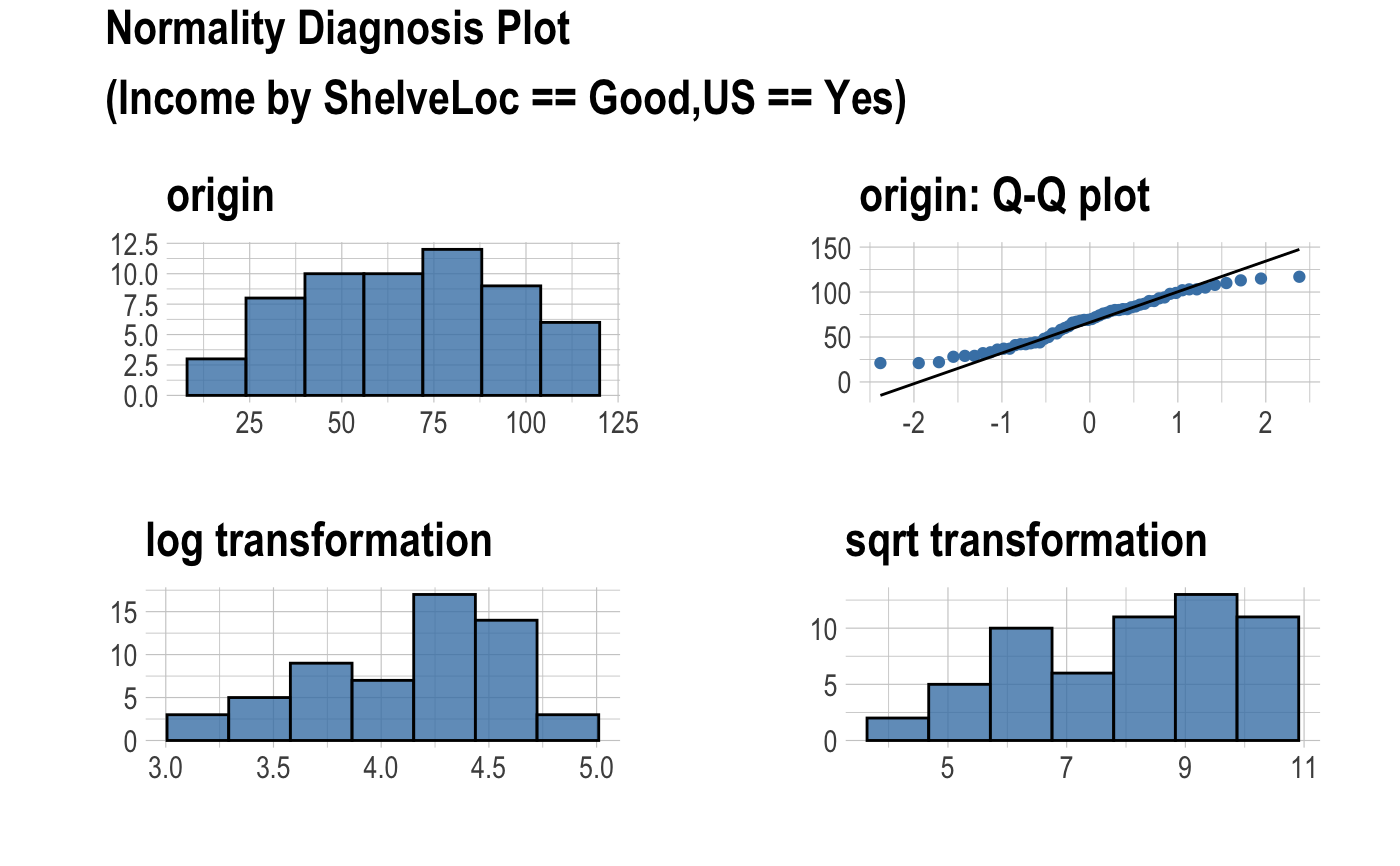 Normality Diagnosis Plot
(Income by ShelveLoc == Good,US == Yes)
origin
12.5
10.0
7.5
5.0
2.5
0.0
25 50 75 100 125
origin: Q-Q plot
150
100
50
0
-2 -1 0 1 2
log transformation
15
10
5
0
3.0 3.5 4.0 4.5 5.0
sqrt transformation
10
5
0
5 7 9 11